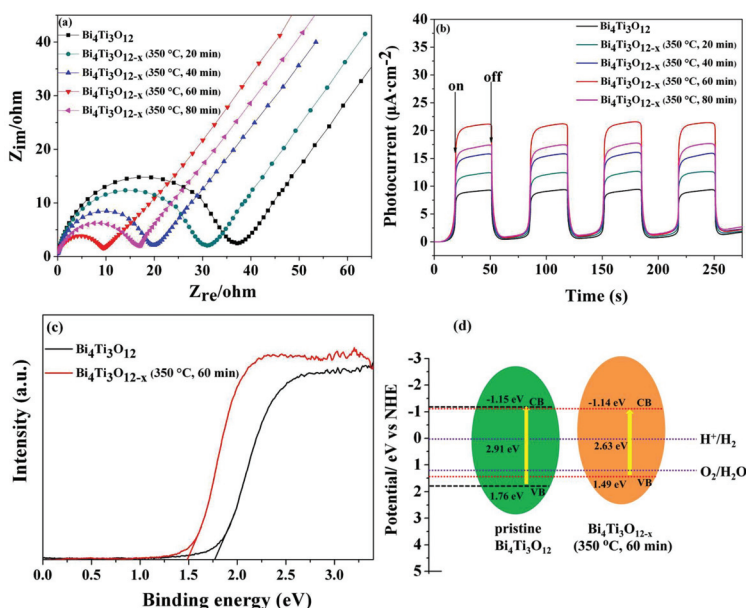 (a)
Bi₄Ti₃O₁₂
Bi₄Ti₃O₁₂₋ₓ (350 °C, 20 min)
Bi₄Ti₃O₁₂₋ₓ (350 °C, 40 min)
Bi₄Ti₃O₁₂₋ₓ (350 °C, 60 min)
Bi₄Ti₃O₁₂₋ₓ (350 °C, 80 min)
Zim/ohm
40
30
20
10
0
0 10 20 30 40 50 60
Zre/ohm
(b)
Bi₄Ti₃O₁₂
Bi₄Ti₃O₁₂₋ₓ (350 °C, 20 min)
Bi₄Ti₃O₁₂₋ₓ (350 °C, 40 min)
Bi₄Ti₃O₁₂₋ₓ (350 °C, 60 min)
Bi₄Ti₃O₁₂₋ₓ (350 °C, 80 min)
on off
Photocurrent (μA·cm⁻²)
40
35
30
25
20
15
10
5
0
0 50 100 150 200 250
Time (s)
(c)
Bi₄Ti₃O₁₂
Bi₄Ti₃O₁₂₋ₓ (350 °C, 60 min)
Intensity (a.u.)
0.0 0.5 1.0 1.5 2.0 2.5 3.0
Binding energy (eV)
(d)
Potential/ eV vs NHE
-3
-2
-1
0
1
2
3
4
5
-1.15 eV CB
2.91 eV
1.76 eV VB
-1.14 eV CB
2.63 eV
1.49 eV VB
H⁺/H₂
O₂/H₂O
pristine
Bi₄Ti₃O₁₂
Bi₄Ti₃O₁₂₋ₓ
(350 °C, 60 min)